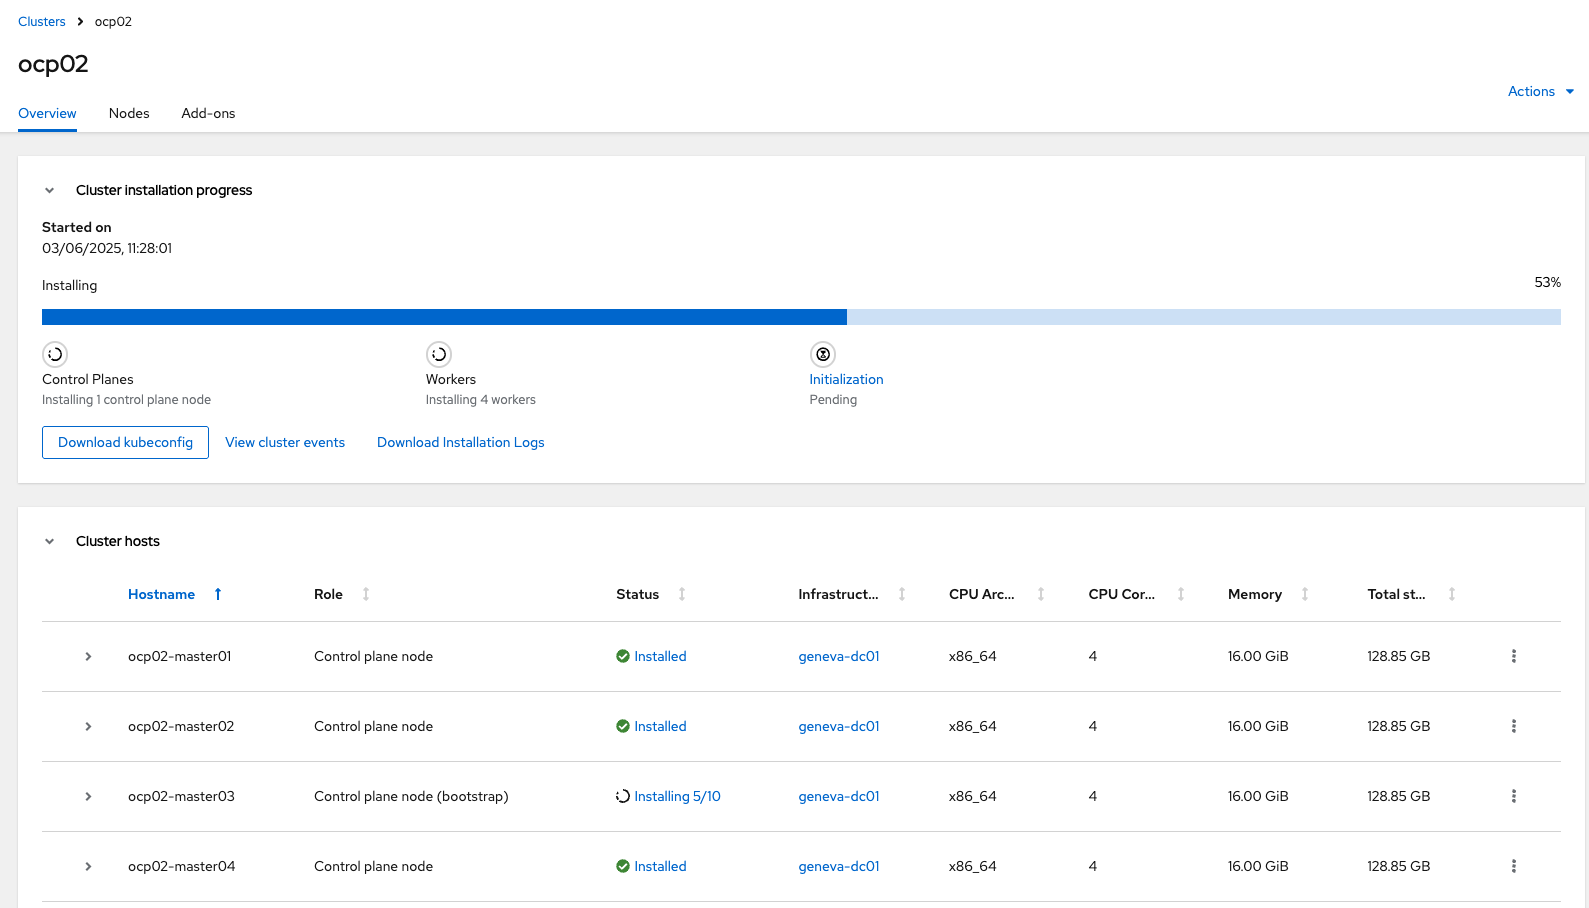 Clusters ocp02
ocp02
Actions
Overview Nodes Add-ons
Cluster installation progress
Started on
03/06/2025, 11:28:01
Installing 53%
Control Planes Workers Initialization
Installing 1 control plane node Installing 4 workers Pending
Download kubeconfig View cluster events Download Installation Logs
Cluster hosts
Hostname Role Status Infrastruct... CPU Arc... CPU Cor... Memory Total st...
ocp02-master01 Control plane node Installed geneva-dc01 x86_64 4 16.00 GiB 128.85 GB
ocp02-master02 Control plane node Installed geneva-dc01 x86_64 4 16.00 GiB 128.85 GB
ocp02-master03 Control plane node (bootstrap) Installing 5/10 geneva-dc01 x86_64 4 16.00 GiB 128.85 GB
ocp02-master04 Control plane node Installed geneva-dc01 x86_64 4 16.00 GiB 128.85 GB